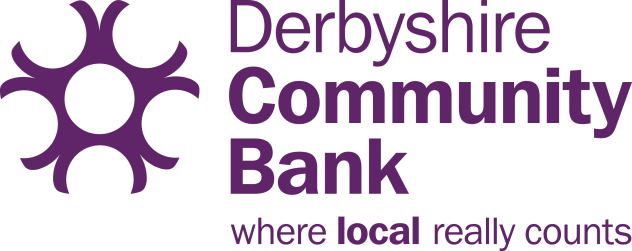 Derbyshire
Community
Bank
where local really counts